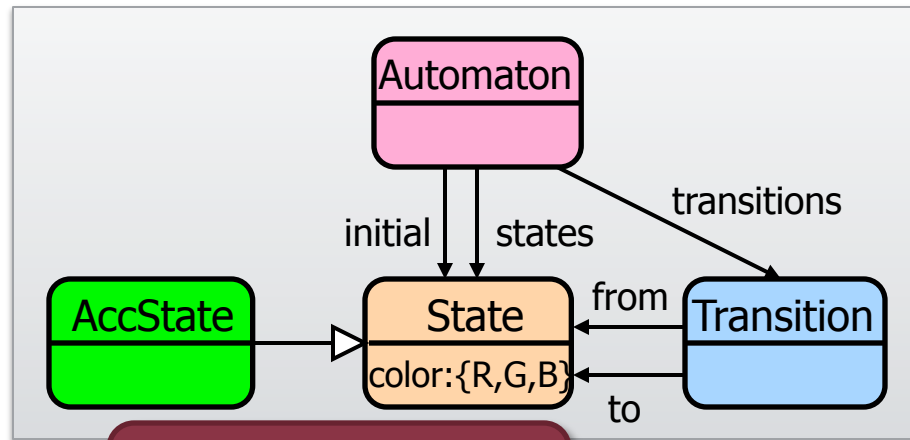 Automaton
transitions
initial
states
AccState
State
color:{R,G,B}
from
to
Transition